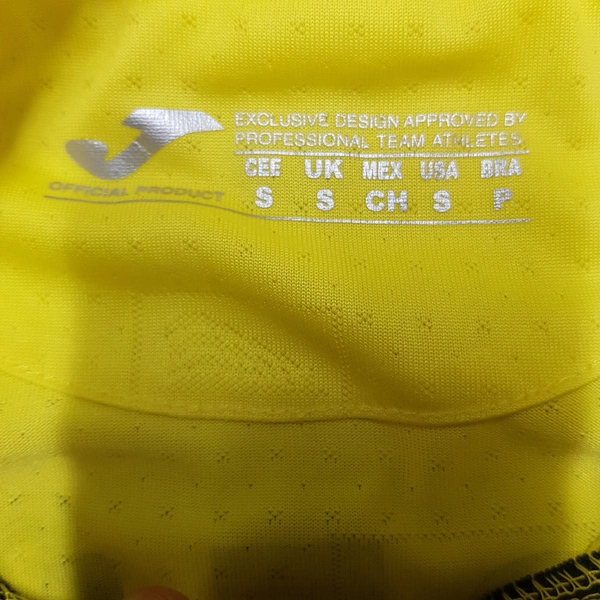 EXCLUSIVE DESIGN APPROVED BY
PROFESSIONAL TEAM ATHLETES
CEE UK MEX USA BRA
S S CH S P
OFFICIAL PRODUCT